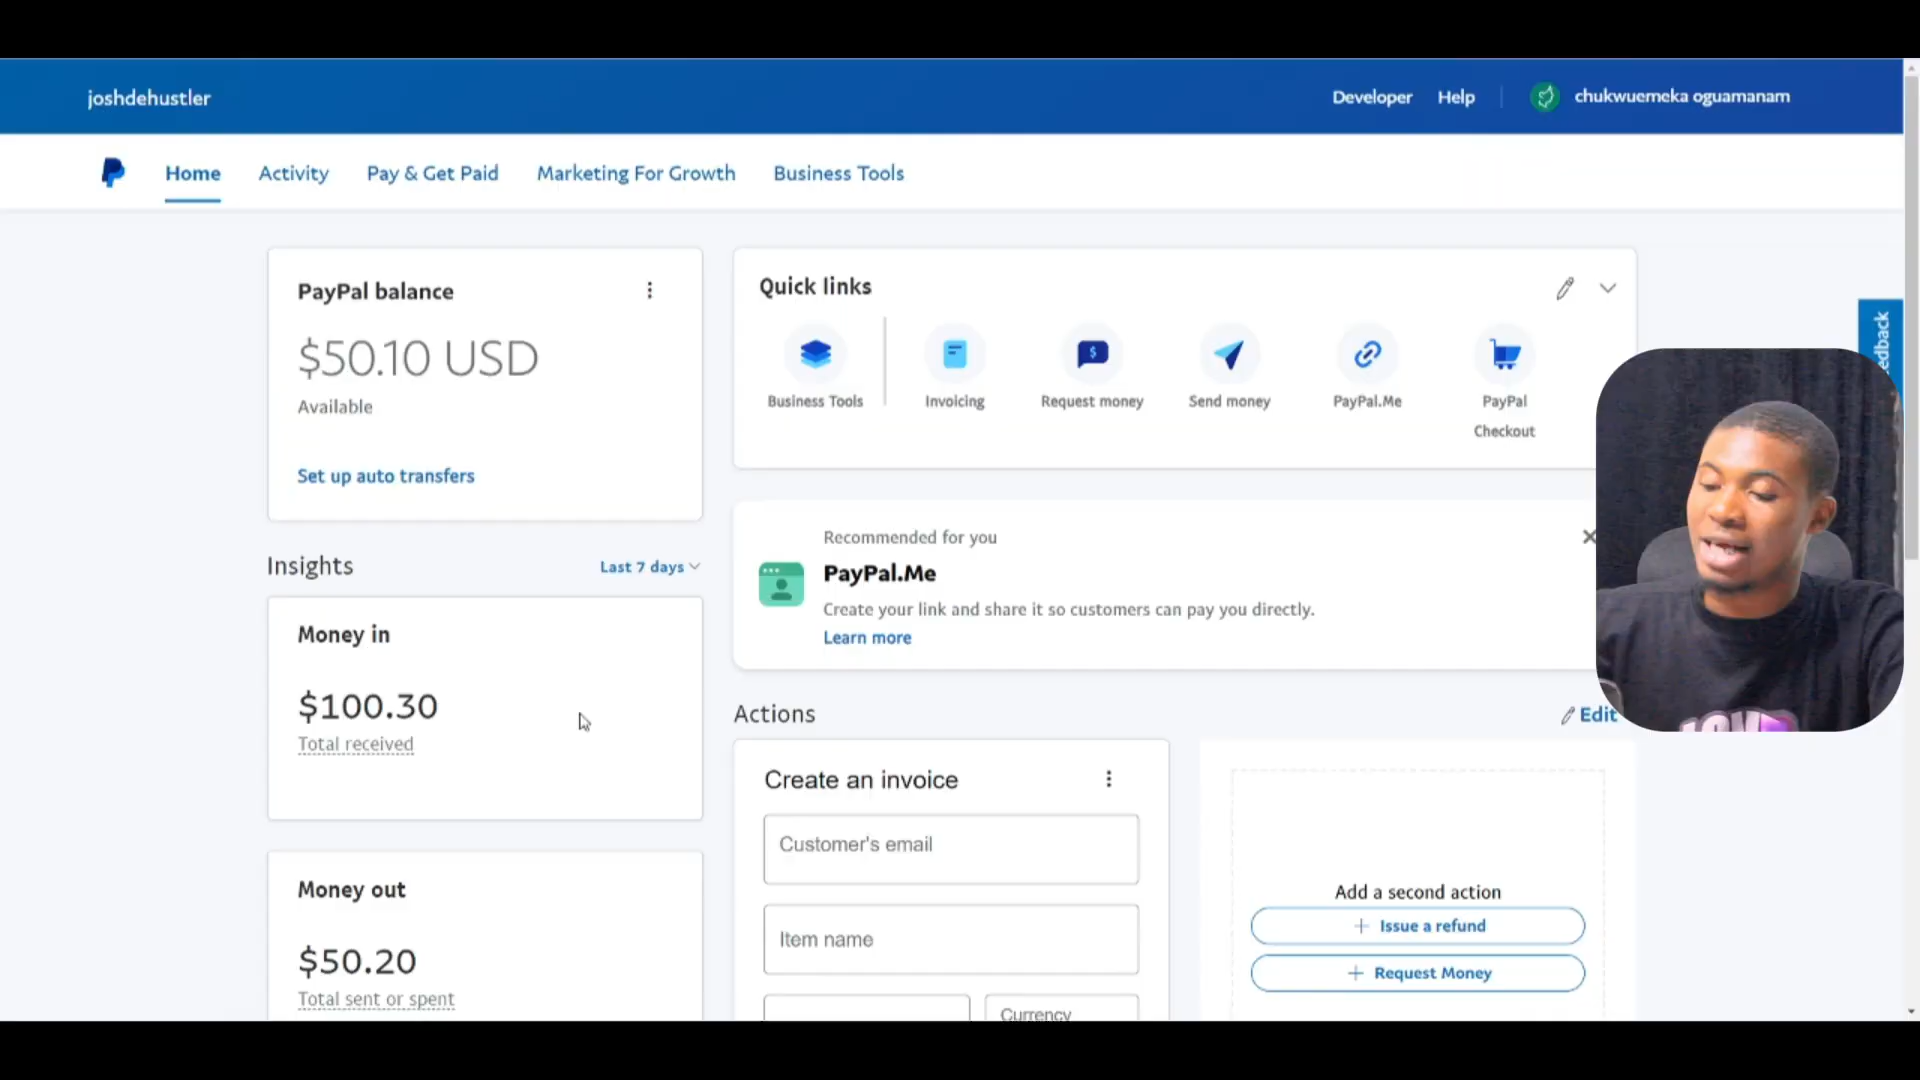 joshdehustler
Developer
Help
chukwuemeka oguamanam
Home
Activity
Pay & Get Paid
Marketing For Growth
Business Tools
PayPal balance
$50.10 USD
Available
Set up auto transfers
Quick links
Business Tools
Invoicing
Request money
Send money
PayPal.Me
PayPal
Checkout
Recommended for you
PayPal.Me
Create your link and share it so customers can pay you directly.
Learn more
Insights
Last 7 days
Money in
$100.30
Total received
Money out
$50.20
Total sent or spent
Actions
Edit
Create an invoice
Customer's email
Item name
Currency
Add a second action
Issue a refund
Request Money